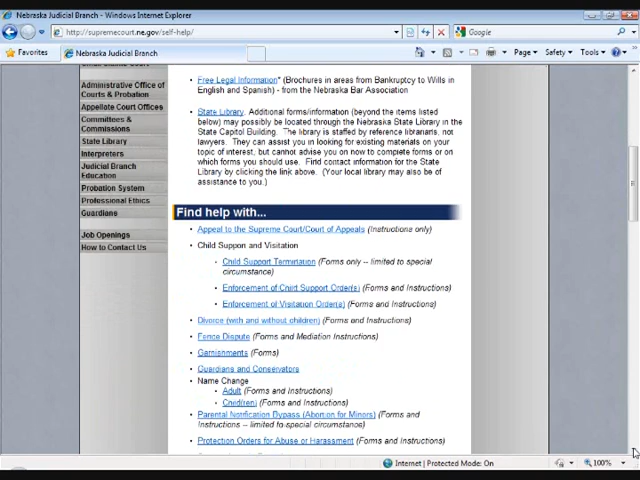 Nebraska Judicial Branch - Windows Internet Explorer
http://supremecourt.ne.gov/self-help/
Google
Favorites
Nebraska Judicial Branch
Page
Safety
Tools
Administrative Office of
Courts & Probation
Appellate Court Offices
Committees &
Commissions
State Library
Interpreters
Judicial Branch
Education
Probation System
Professional Ethics
Guardians
Job Openings
How to Contact Us
• Free Legal Information* (Brochures in areas from Bankruptcy to Wills in
English and Spanish) - from the Nebraska Bar Association
• State Library. Additional forms/information (beyond the items listed
below) may possibly be located through the Nebraska State Library in the
State Capitol Building. The library is staffed by reference librarians, not
lawyers. They can assist you in looking for existing materials on your
topic of interest, but cannot advise you on now to complete forms or on
which forms you should use. Find contact information for the State
Library by clicking the link above. (Your local library may also be of
assistance to you.)
Find help with...
• Appeal to the Supreme Court/Court of Appeals (Instructions only)
• Child Support and Visitation
• Child Support Termination (Forms only -- limited to special
circumstance)
• Enforcement of Child Support Order(s) (Forms and Instructions)
• Enforcement of Visitation Order(s) (Forms and Instructions)
• Divorce (with and without children) (Forms and Instructions)
• Fence Dispute (Forms and Mediation Instructions)
• Garnishments (Forms)
• Guardians and Conservators
• Name Change
• Adult (Forms and Instructions)
• Child(ren) (Forms and Instructions)
• Parental Notification Bypass (Abortion for Minors) (Forms and
Instructions -- limited to special circumstance)
• Protection Orders for Abuse or Harassment (Forms and Instructions)
Internet | Protected Mode: On
100%